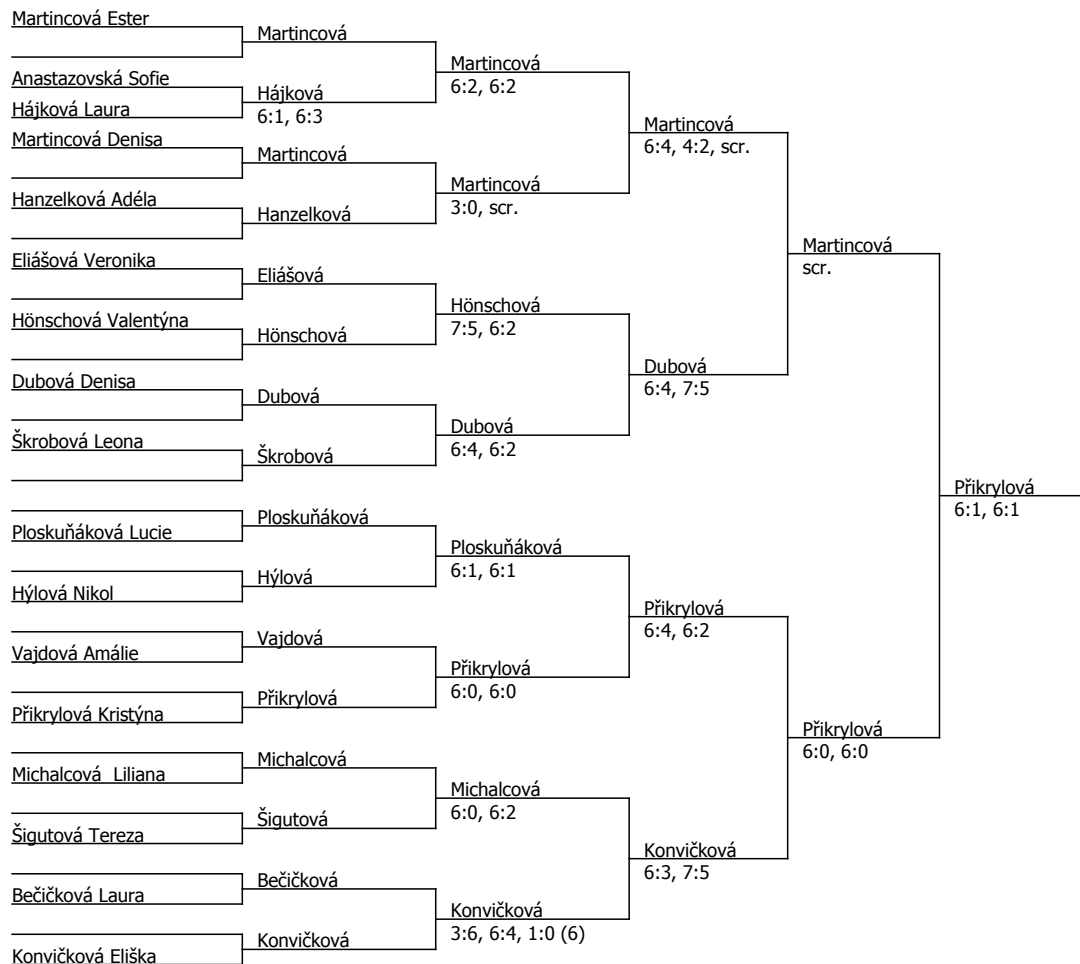 Martincová Ester
Anastazovská Sofie
Hájková Laura
Martincová Denisa
Hanzelková Adéla
Eliášová Veronika
Hönschová Valentýna
Dubová Denisa
Škrobová Leona
Ploskuňáková Lucie
Hýlová Nikol
Vajdová Amálie
Přikrylová Kristýna
Michalcová  Liliana
Šigutová Tereza
Bečičková Laura
Konvičková Eliška
Martincová
Hájková
6:1, 6:3
Martincová
Hanzelková
Eliášová
Hönschová
Dubová
Škrobová
Ploskuňáková
Hýlová
Vajdová
Přikrylová
Michalcová
Šigutová
Bečičková
Konvičková
Martincová
6:2, 6:2
Martincová
3:0, scr.
Hönschová
7:5, 6:2
Dubová
6:4, 6:2
Ploskuňáková
6:1, 6:1
Přikrylová
6:0, 6:0
Michalcová
6:0, 6:2
Konvičková
3:6, 6:4, 1:0 (6)
Martincová
6:4, 4:2, scr.
Dubová
6:4, 7:5
Přikrylová
6:4, 6:2
Konvičková
6:3, 7:5
Martincová
scr.
Přikrylová
6:0, 6:0
Přikrylová
6:1, 6:1